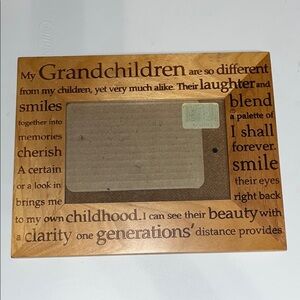 My Grandchildren are so different
from my children, yet very much alike. Their laughter and
smiles blend
together into a palette of
memories I shall
cherish forever.
A certain smile
or a look in their eyes
brings me right back
to my own childhood. I can see their beauty with
a clarity one generations' distance provides